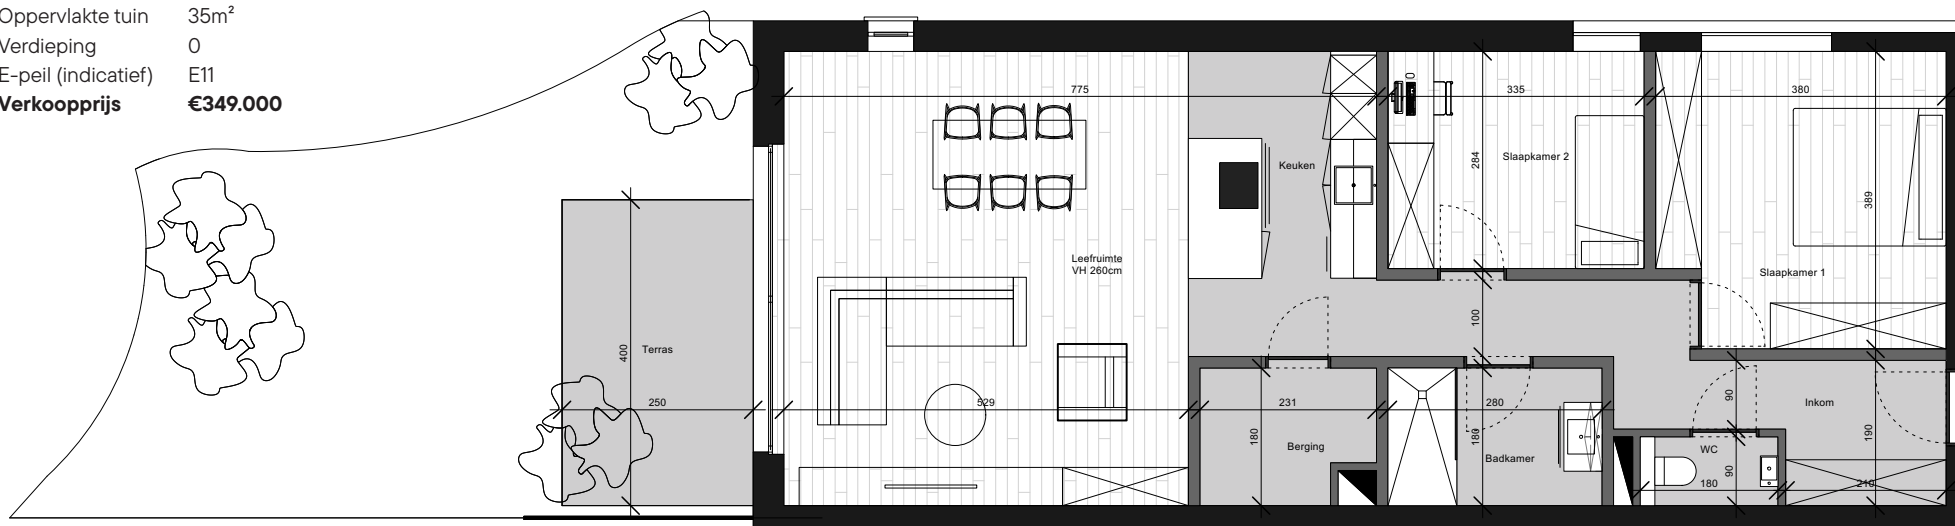 Oppervlakte tuin 35m²
Verdieping 0
E-peil (indicatief) E11
Verkoopprijs €349.000
775
335
380
Keuken
Slaapkamer 2
284
389
Leefruimte
VH 260cm
Slaapkamer 1
100
Terras
400
250
529
231
280
90
Inkom
180
Berging
180
Badkamer
WC
190
90
180
210